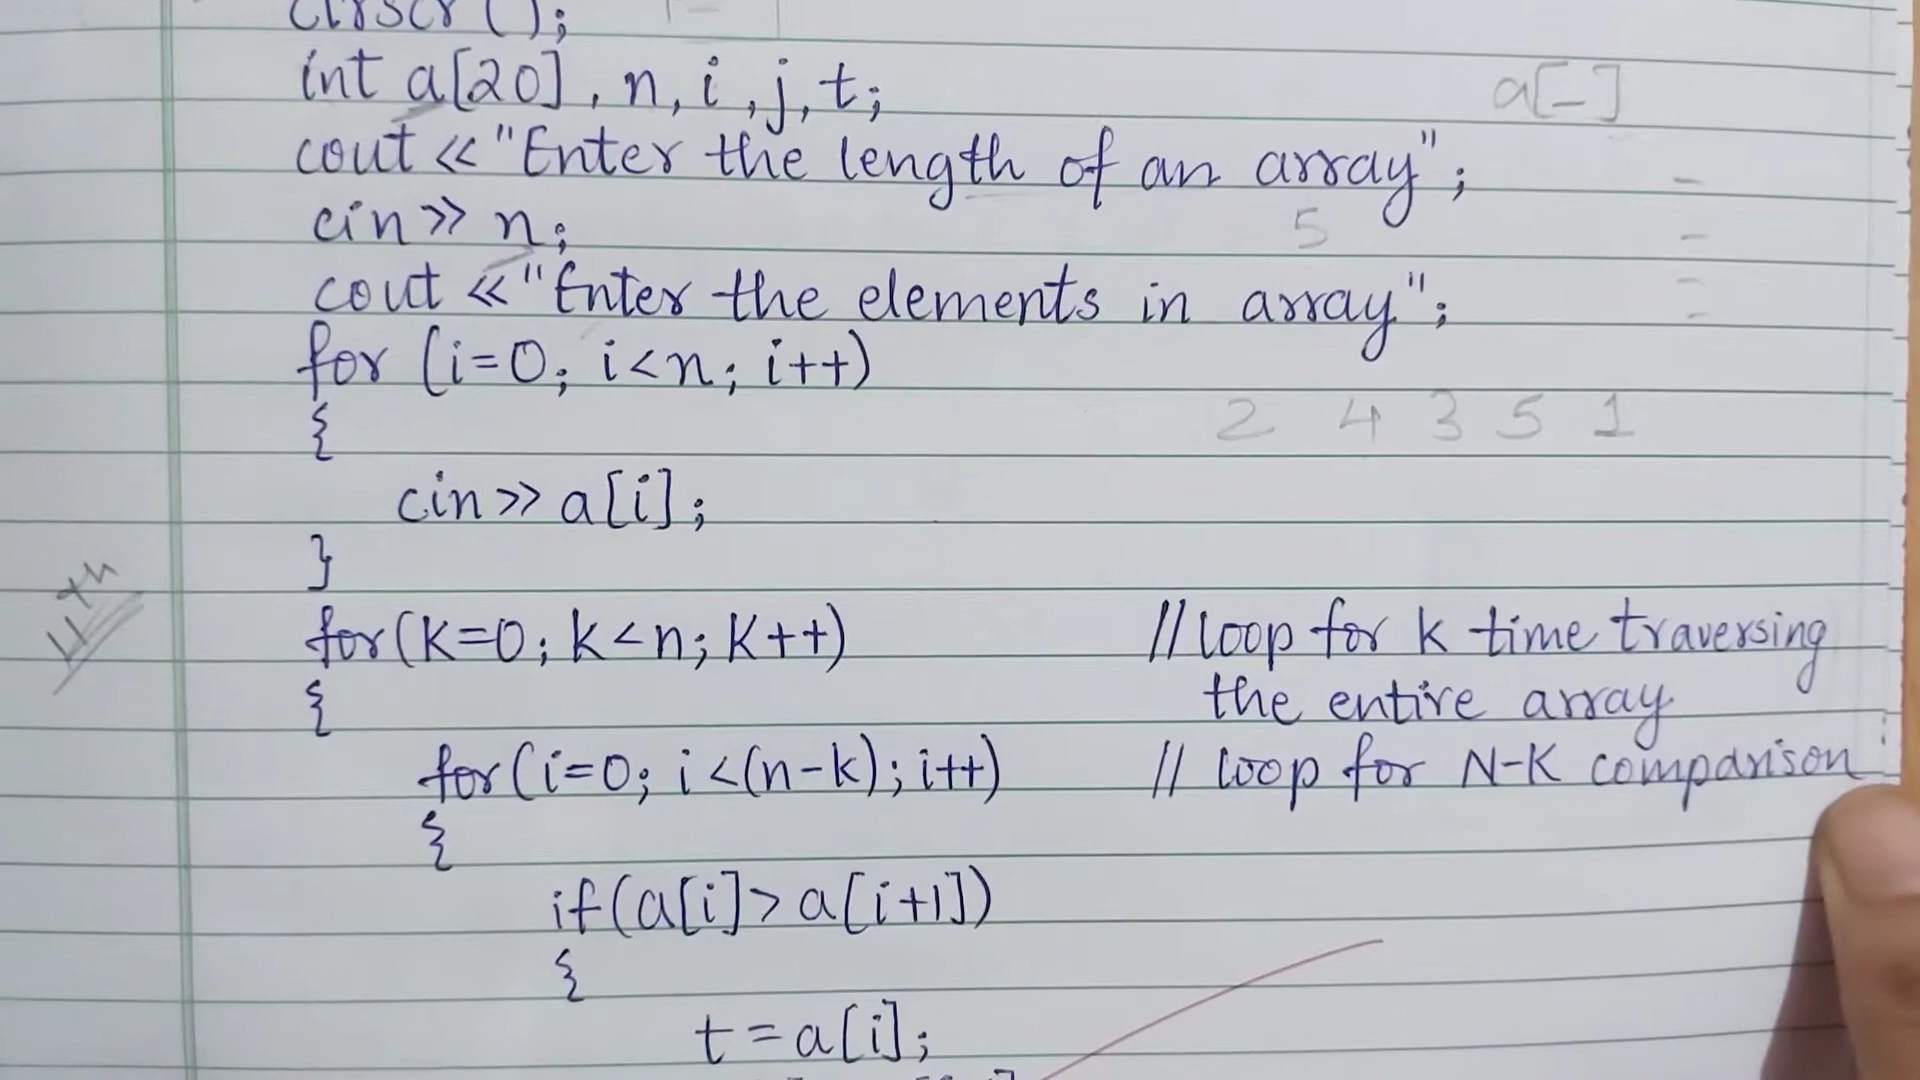 clrscr();
int a[20], n, i, j, t;
a[-]
cout << "Enter the length of an array";
cin >> n;
5
cout << "Enter the elements in array";
for (i=0; i<n; i++)
{
2 4 3 5 1
cin >> a[i];
}
11th
for(K=0; k<n; K++) //loop for k time traversing
{ the entire array
for(i=0; i<(n-k); i++) // loop for N-K comparison
{
if(a[i]>a[i+1])
{
t=a[i];